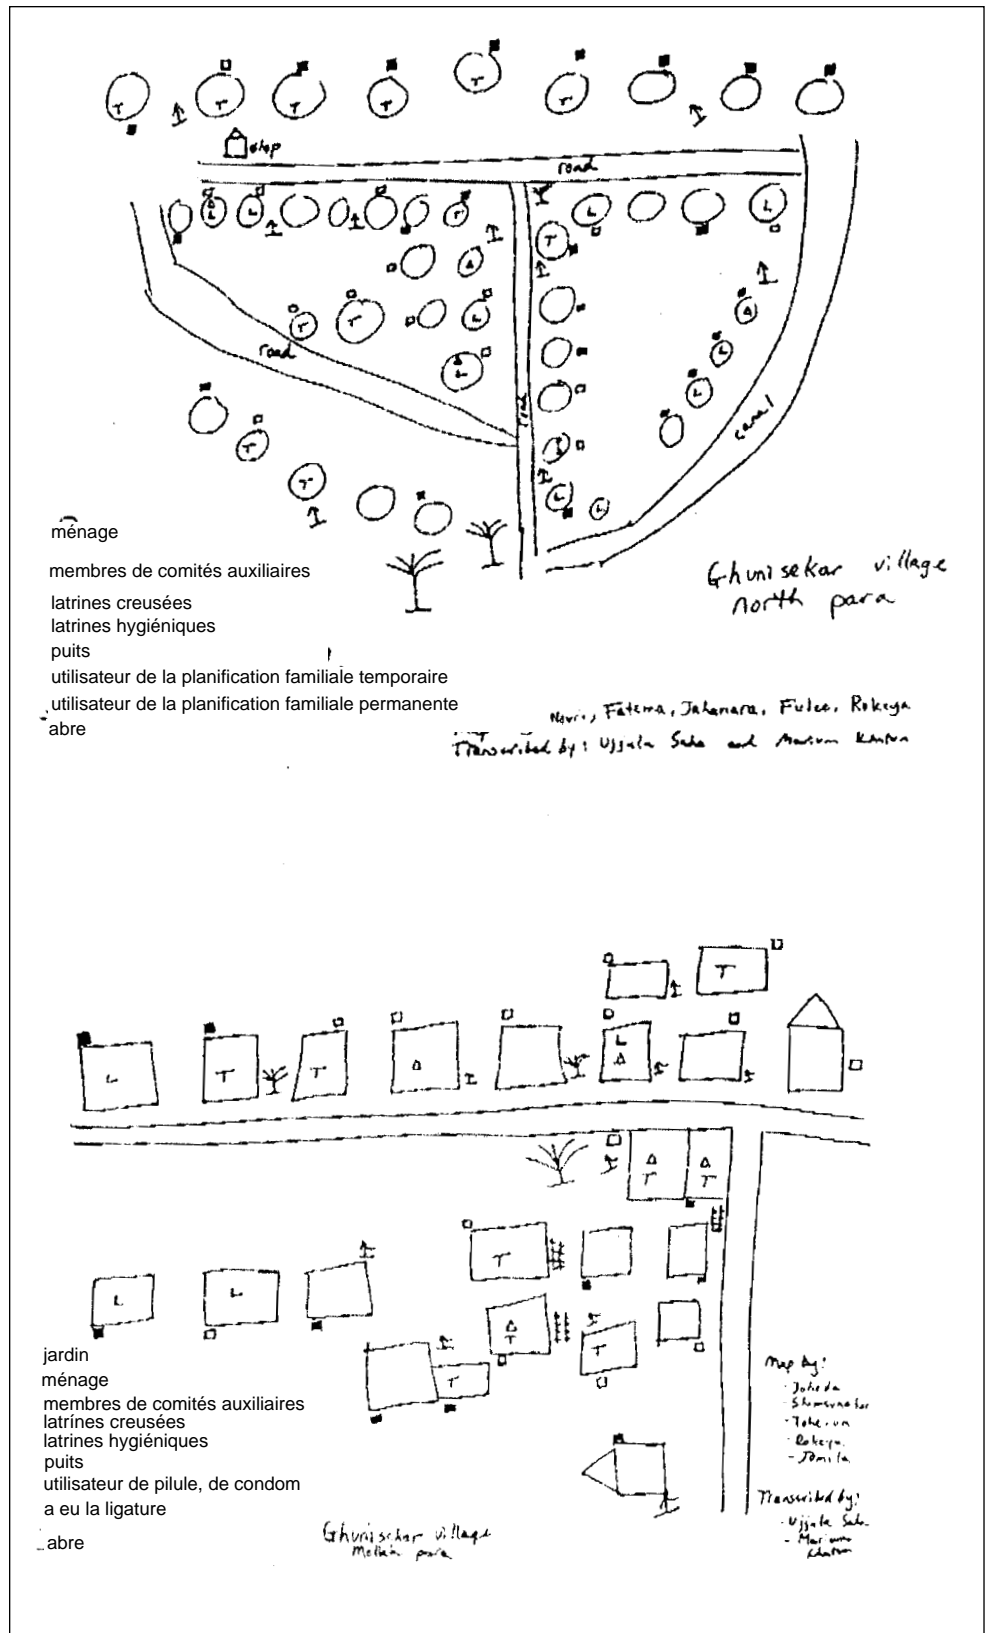 shop
road
road
road
canal
ménage
membres de comités auxiliaires
latrines creusées
latrines hygiéniques
puits
utilisateur de la planification familiale temporaire
utilisateur de la planification familiale permanente
abre
Ghunisekar village
north para
Fatema, Jahanara, Fulee, Rokeya
Transcribed by: Ujjala Saha and Marium Khatun
jardin
ménage
membres de comités auxiliaires
latrínes creusées
latrines hygiéniques
puits
utilisateur de pilule, de condom
a eu la ligature
abre
Ghunisekar village
para
Map by:
- Rokeya
- Jomila
Transcribed by:
- Ujjala Saha
- Marium
Khatun